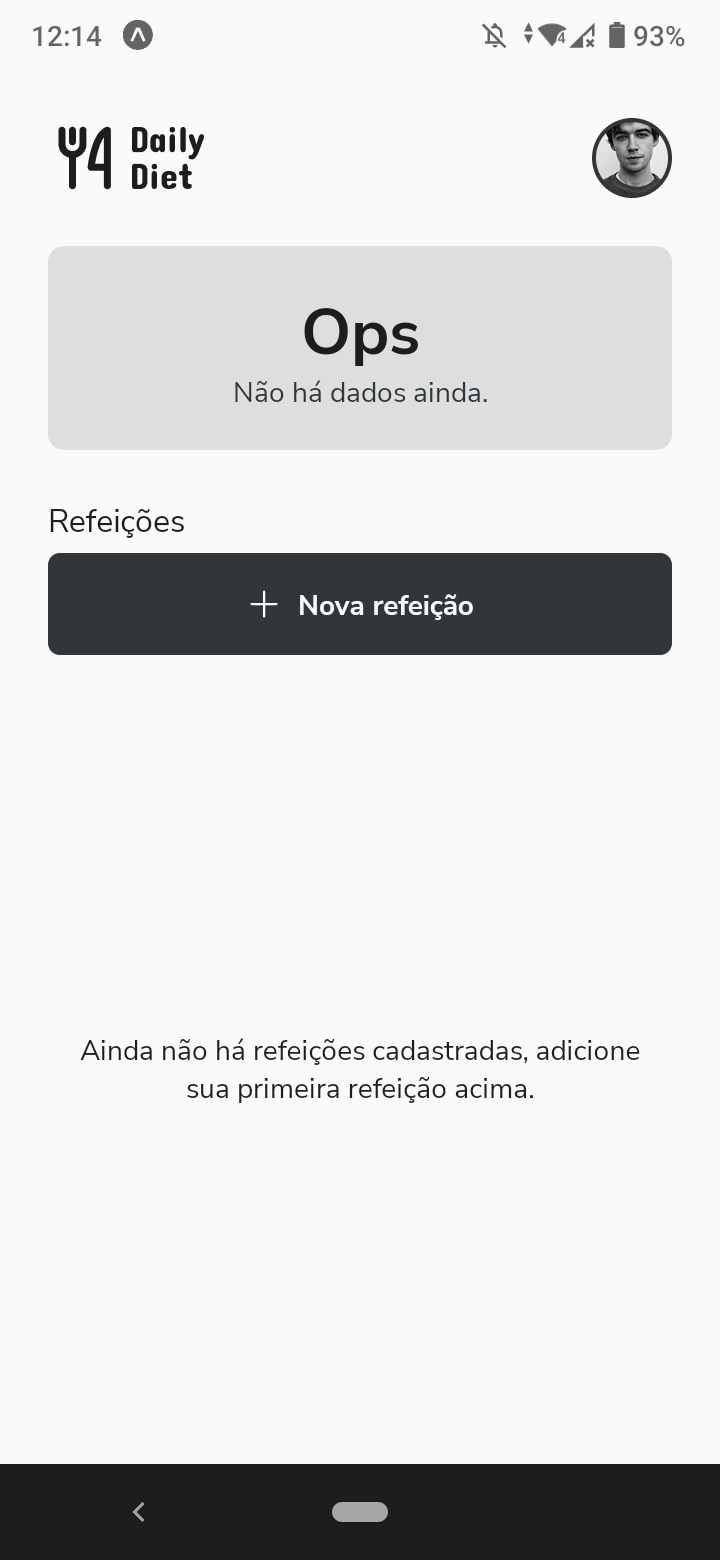 12:14
4
93%
Daily
Diet
Ops
Não há dados ainda.
Refeições
Nova refeição
Ainda não há refeições cadastradas, adicione
sua primeira refeição acima.